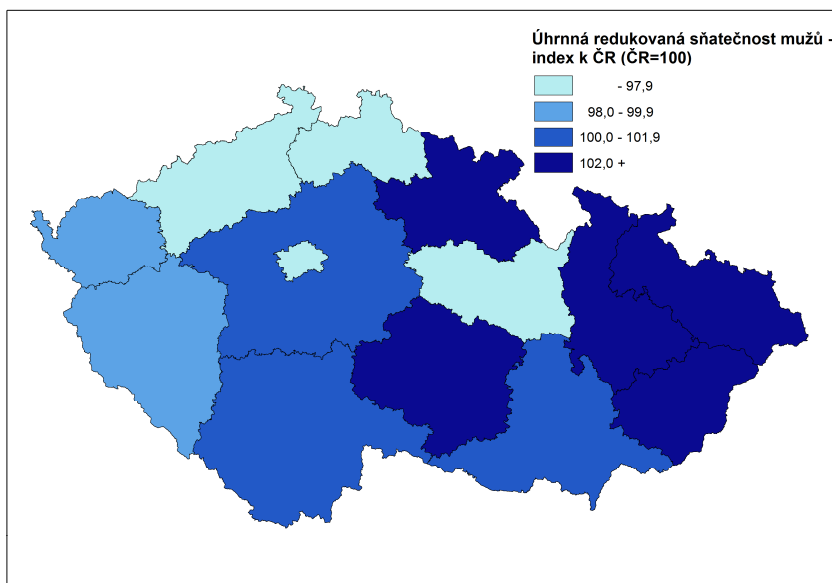 Úhrnná redukovaná sňatečnost mužů -
index k ČR (ČR=100)
- 97,9
98,0 - 99,9
100,0 - 101,9
102,0 +